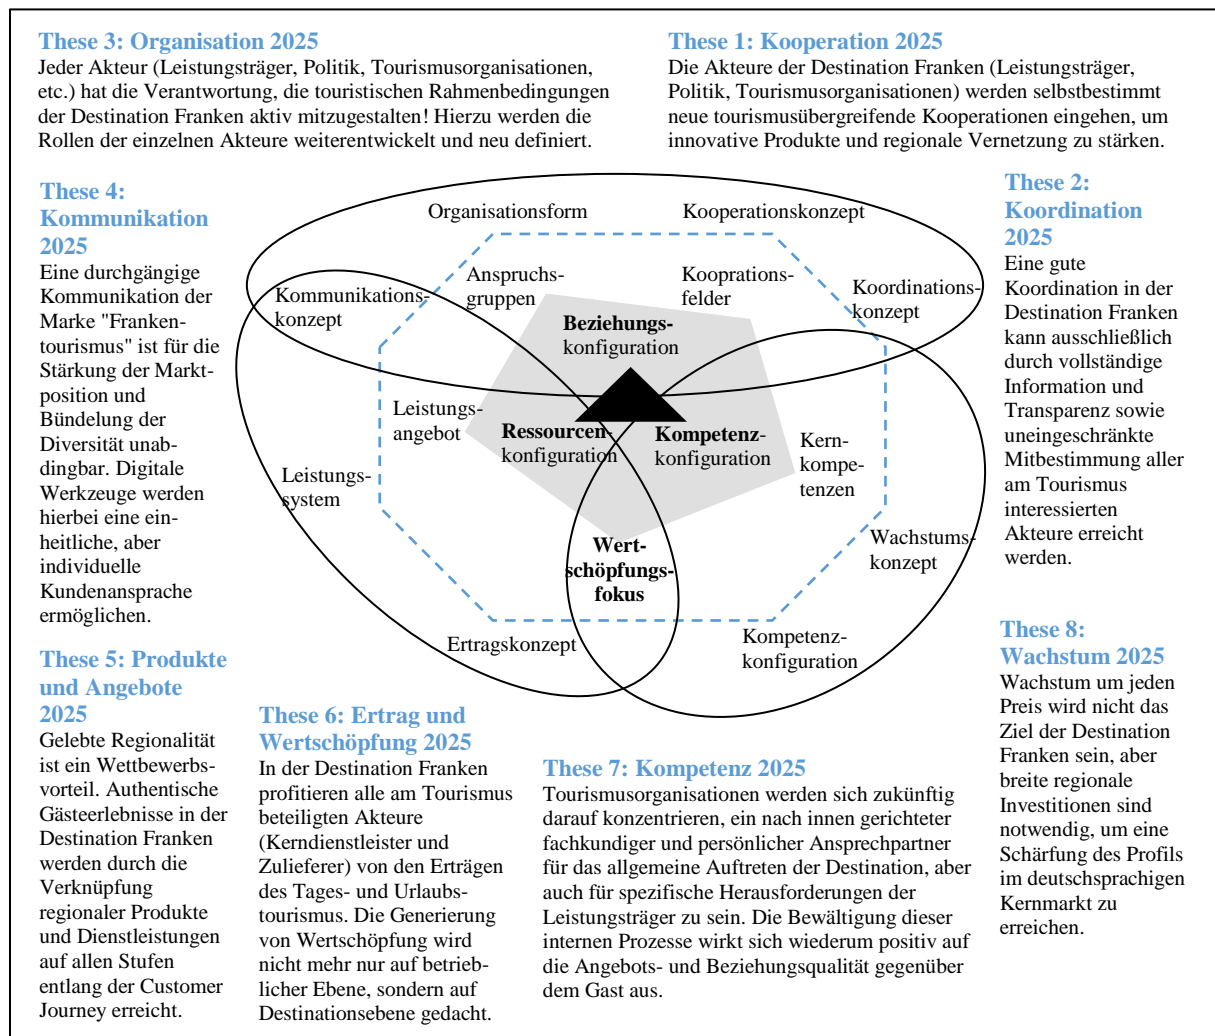 These 3: Organisation 2025
Jeder Akteur (Leistungsträger, Politik, Tourismusorganisationen,
etc.) hat die Verantwortung, die touristischen Rahmenbedingungen
der Destination Franken aktiv mitzugestalten! Hierzu werden die
Rollen der einzelnen Akteure weiterentwickelt und neu definiert.
These 1: Kooperation 2025
Die Akteure der Destination Franken (Leistungsträger,
Politik, Tourismusorganisationen) werden selbstbestimmt
neue tourismusübergreifende Kooperationen eingehen, um
innovative Produkte und regionale Vernetzung zu stärken.
These 4:
Kommunikation
2025
Eine durchgängige
Kommunikation der
Marke "Franken-
tourismus" ist für die
Stärkung der Markt-
position und
Bündelung der
Diversität unab-
dingbar. Digitale
Werkzeuge werden
hierbei eine ein-
heitliche, aber
individuelle
Kundenansprache
ermöglichen.
Organisationsform
Kooperationskonzept
Kommunikations-
konzept
Anspruchs-
gruppen
Kooprations-
felder
Koordinations-
konzept
Beziehungs-
konfiguration
Leistungs-
angebot
Ressourcen-
konfiguration
Kompetenz-
konfiguration
Kern-
kompe-
tenzen
Leistungs-
system
Wachstums-
konzept
Wert-
schöpfungs-
fokus
Ertragskonzept
Kompetenz-
konfiguration
These 2:
Koordination
2025
Eine gute
Koordination in der
Destination Franken
kann ausschließlich
durch vollständige
Information und
Transparenz sowie
uneingeschränkte
Mitbestimmung aller
am Tourismus
interessierten
Akteure erreicht
werden.
These 5: Produkte
und Angebote
2025
Gelebte Regionalität
ist ein Wettbewerbs-
vorteil. Authentische
Gästeerlebnisse in der
Destination Franken
werden durch die
Verknüpfung
regionaler Produkte
und Dienstleistungen
auf allen Stufen
entlang der Customer
Journey erreicht.
These 6: Ertrag und
Wertschöpfung 2025
In der Destination Franken
profitieren alle am Tourismus
beteiligten Akteure
(Kerndienstleister und
Zulieferer) von den Erträgen
des Tages- und Urlaubs-
tourismus. Die Generierung
von Wertschöpfung wird
nicht mehr nur auf betrieb-
licher Ebene, sondern auf
Destinationsebene gedacht.
These 7: Kompetenz 2025
Tourismusorganisationen werden sich zukünftig
darauf konzentrieren, ein nach innen gerichteter
fachkundiger und persönlicher Ansprechpartner
für das allgemeine Auftreten der Destination, aber
auch für spezifische Herausforderungen der
Leistungsträger zu sein. Die Bewältigung dieser
internen Prozesse wirkt sich wiederum positiv auf
die Angebots- und Beziehungsqualität gegenüber
dem Gast aus.
These 8:
Wachstum 2025
Wachstum um jeden
Preis wird nicht das
Ziel der Destination
Franken sein, aber
breite regionale
Investitionen sind
notwendig, um eine
Schärfung des Profils
im deutschsprachigen
Kernmarkt zu
erreichen.